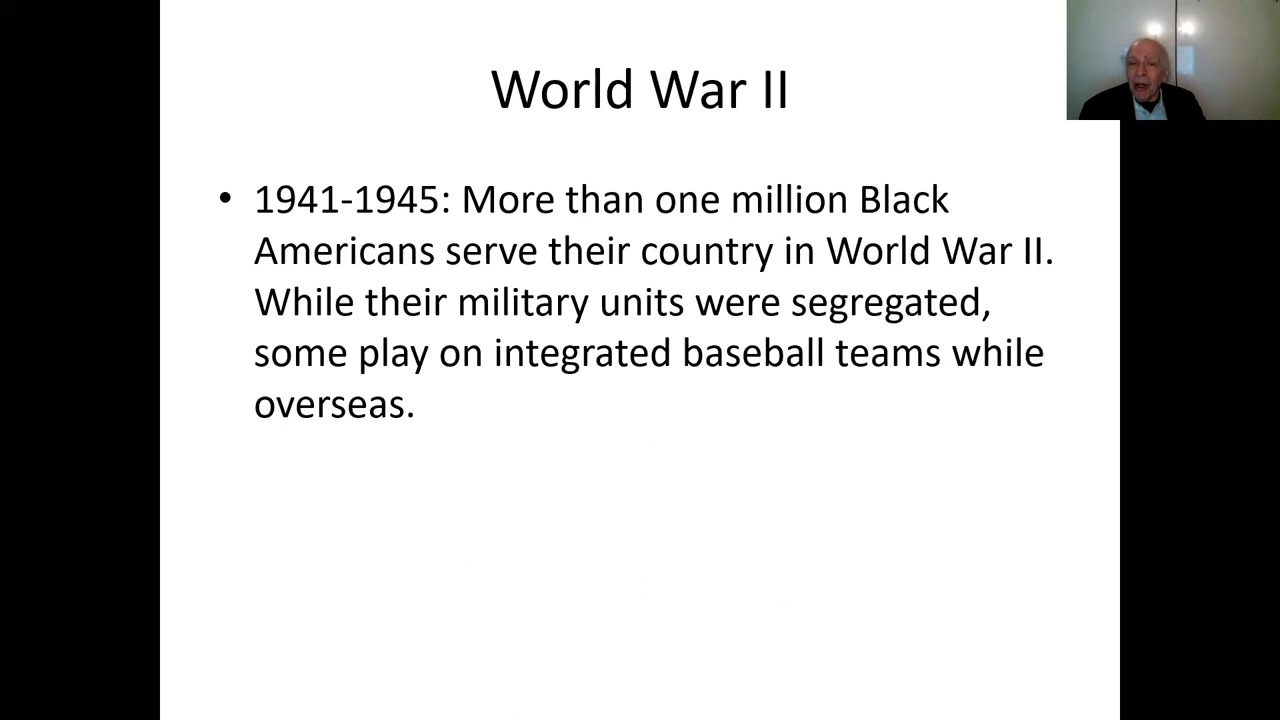 World War II
• 1941-1945: More than one million Black
Americans serve their country in World War II.
While their military units were segregated,
some play on integrated baseball teams while
overseas.